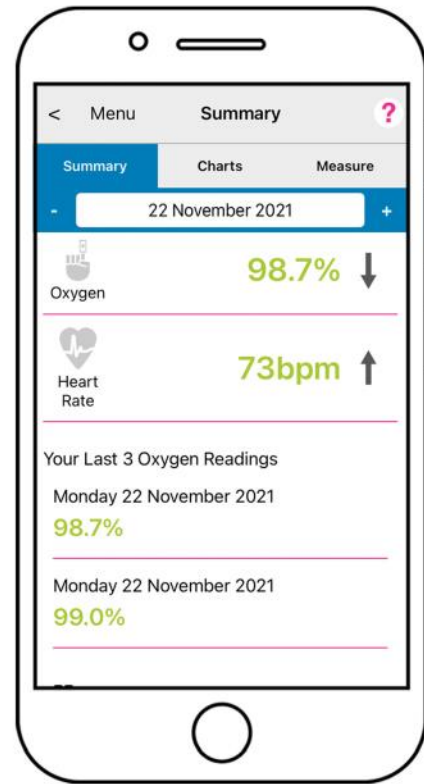 < Menu Summary ?
Summary Charts Measure
- 22 November 2021 +
98.7%
Oxygen
73bpm
Heart
Rate
Your Last 3 Oxygen Readings
Monday 22 November 2021
98.7%
Monday 22 November 2021
99.0%